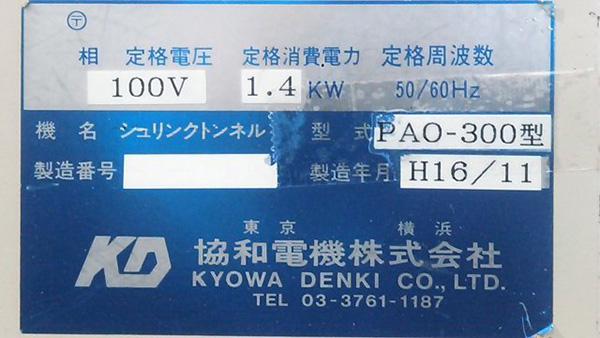 〒
相 定格電圧 定格消費電力 定格周波数
100V 1.4 KW 50/60Hz
機名 シュリンクトンネル 型式 PAO-300型
製造番号 製造年月 H16/11
東京 横浜
KD 協和電機株式会社
KYOWA DENKI CO., LTD.
TEL 03-3761-1187